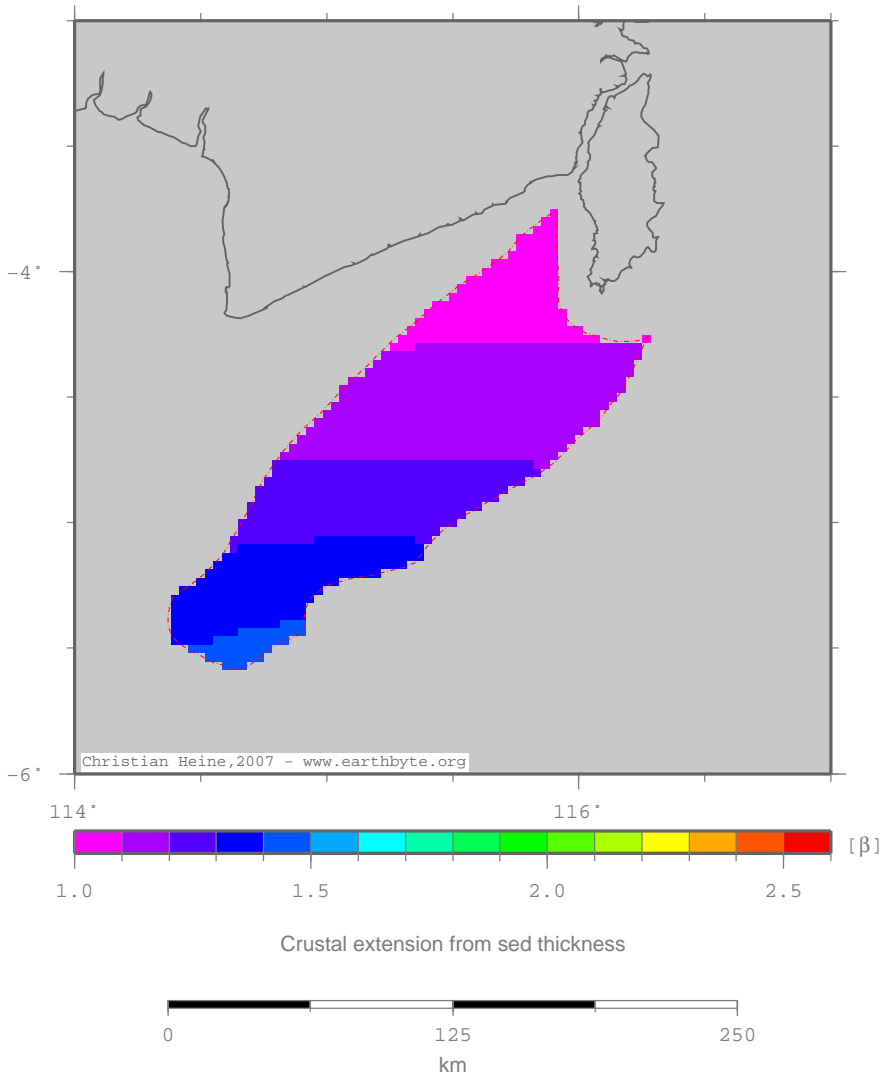 -4°
-6°
Christian Heine,2007 - www.earthbyte.org
114° 116°
[β]
1.0 1.5 2.0 2.5
Crustal extension from sed thickness
0 125 250
km